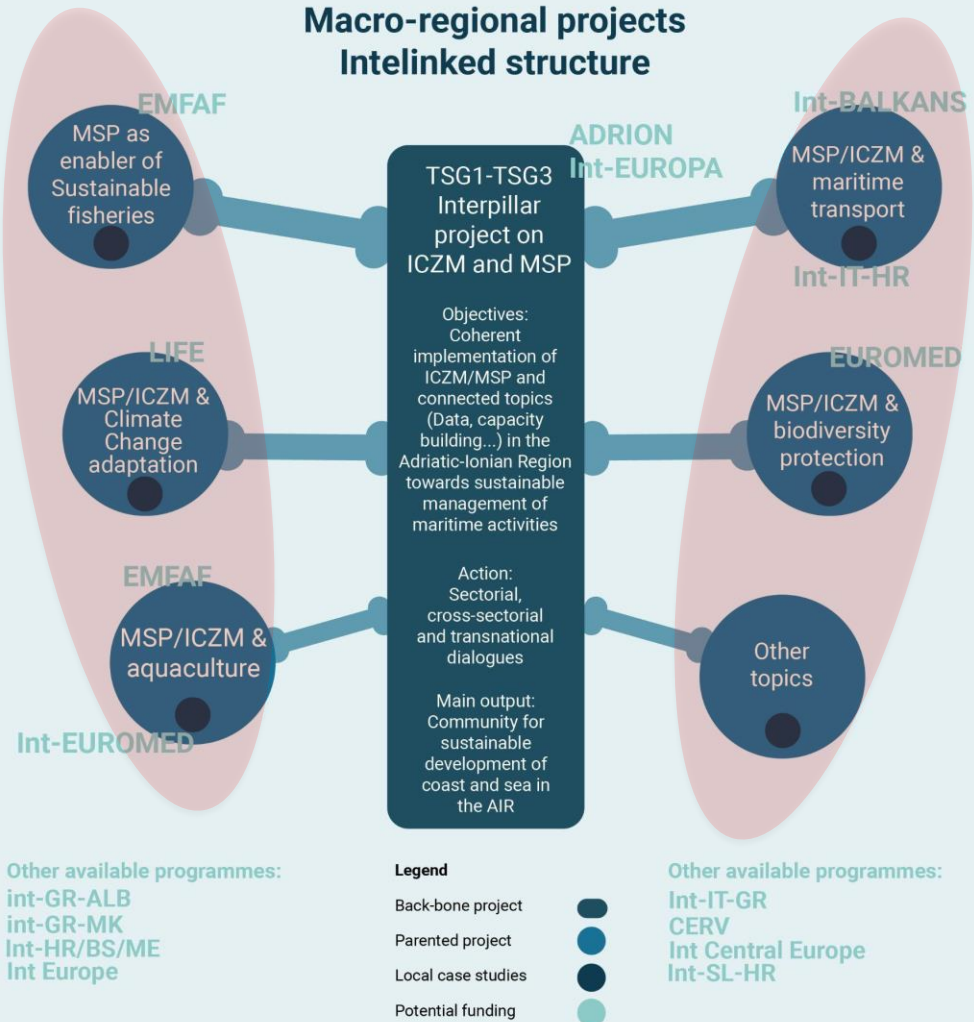 Macro-regional projects
Intelinked structure
EMFAF
MSP as
enabler of
Sustainable
fisheries
LIFE
MSP/ICZM &
Climate
Change
adaptation
EMFAF
MSP/ICZM &
aquaculture
Int-EUROMED
ADRION
Int-EUROPA
TSG1-TSG3
Interpillar
project on
ICZM and MSP
Objectives:
Coherent
implementation of
ICZM/MSP and
connected topics
(Data, capacity
building...) in the
Adriatic-Ionian Region
towards sustainable
management of
maritime activities
Action:
Sectorial,
cross-sectorial
and transnational
dialogues
Main output:
Community for
sustainable
development of
coast and sea in
the AIR
Int-BALKANS
MSP/ICZM &
maritime
transport
Int-IT-HR
EUROMED
MSP/ICZM &
biodiversity
protection
Other
topics
Other available programmes:
int-GR-ALB
int-GR-MK
Int-HR/BS/ME
Int Europe
Legend
Back-bone project
Parented project
Local case studies
Potential funding
Other available programmes:
Int-IT-GR
CERV
Int Central Europe
Int-SL-HR